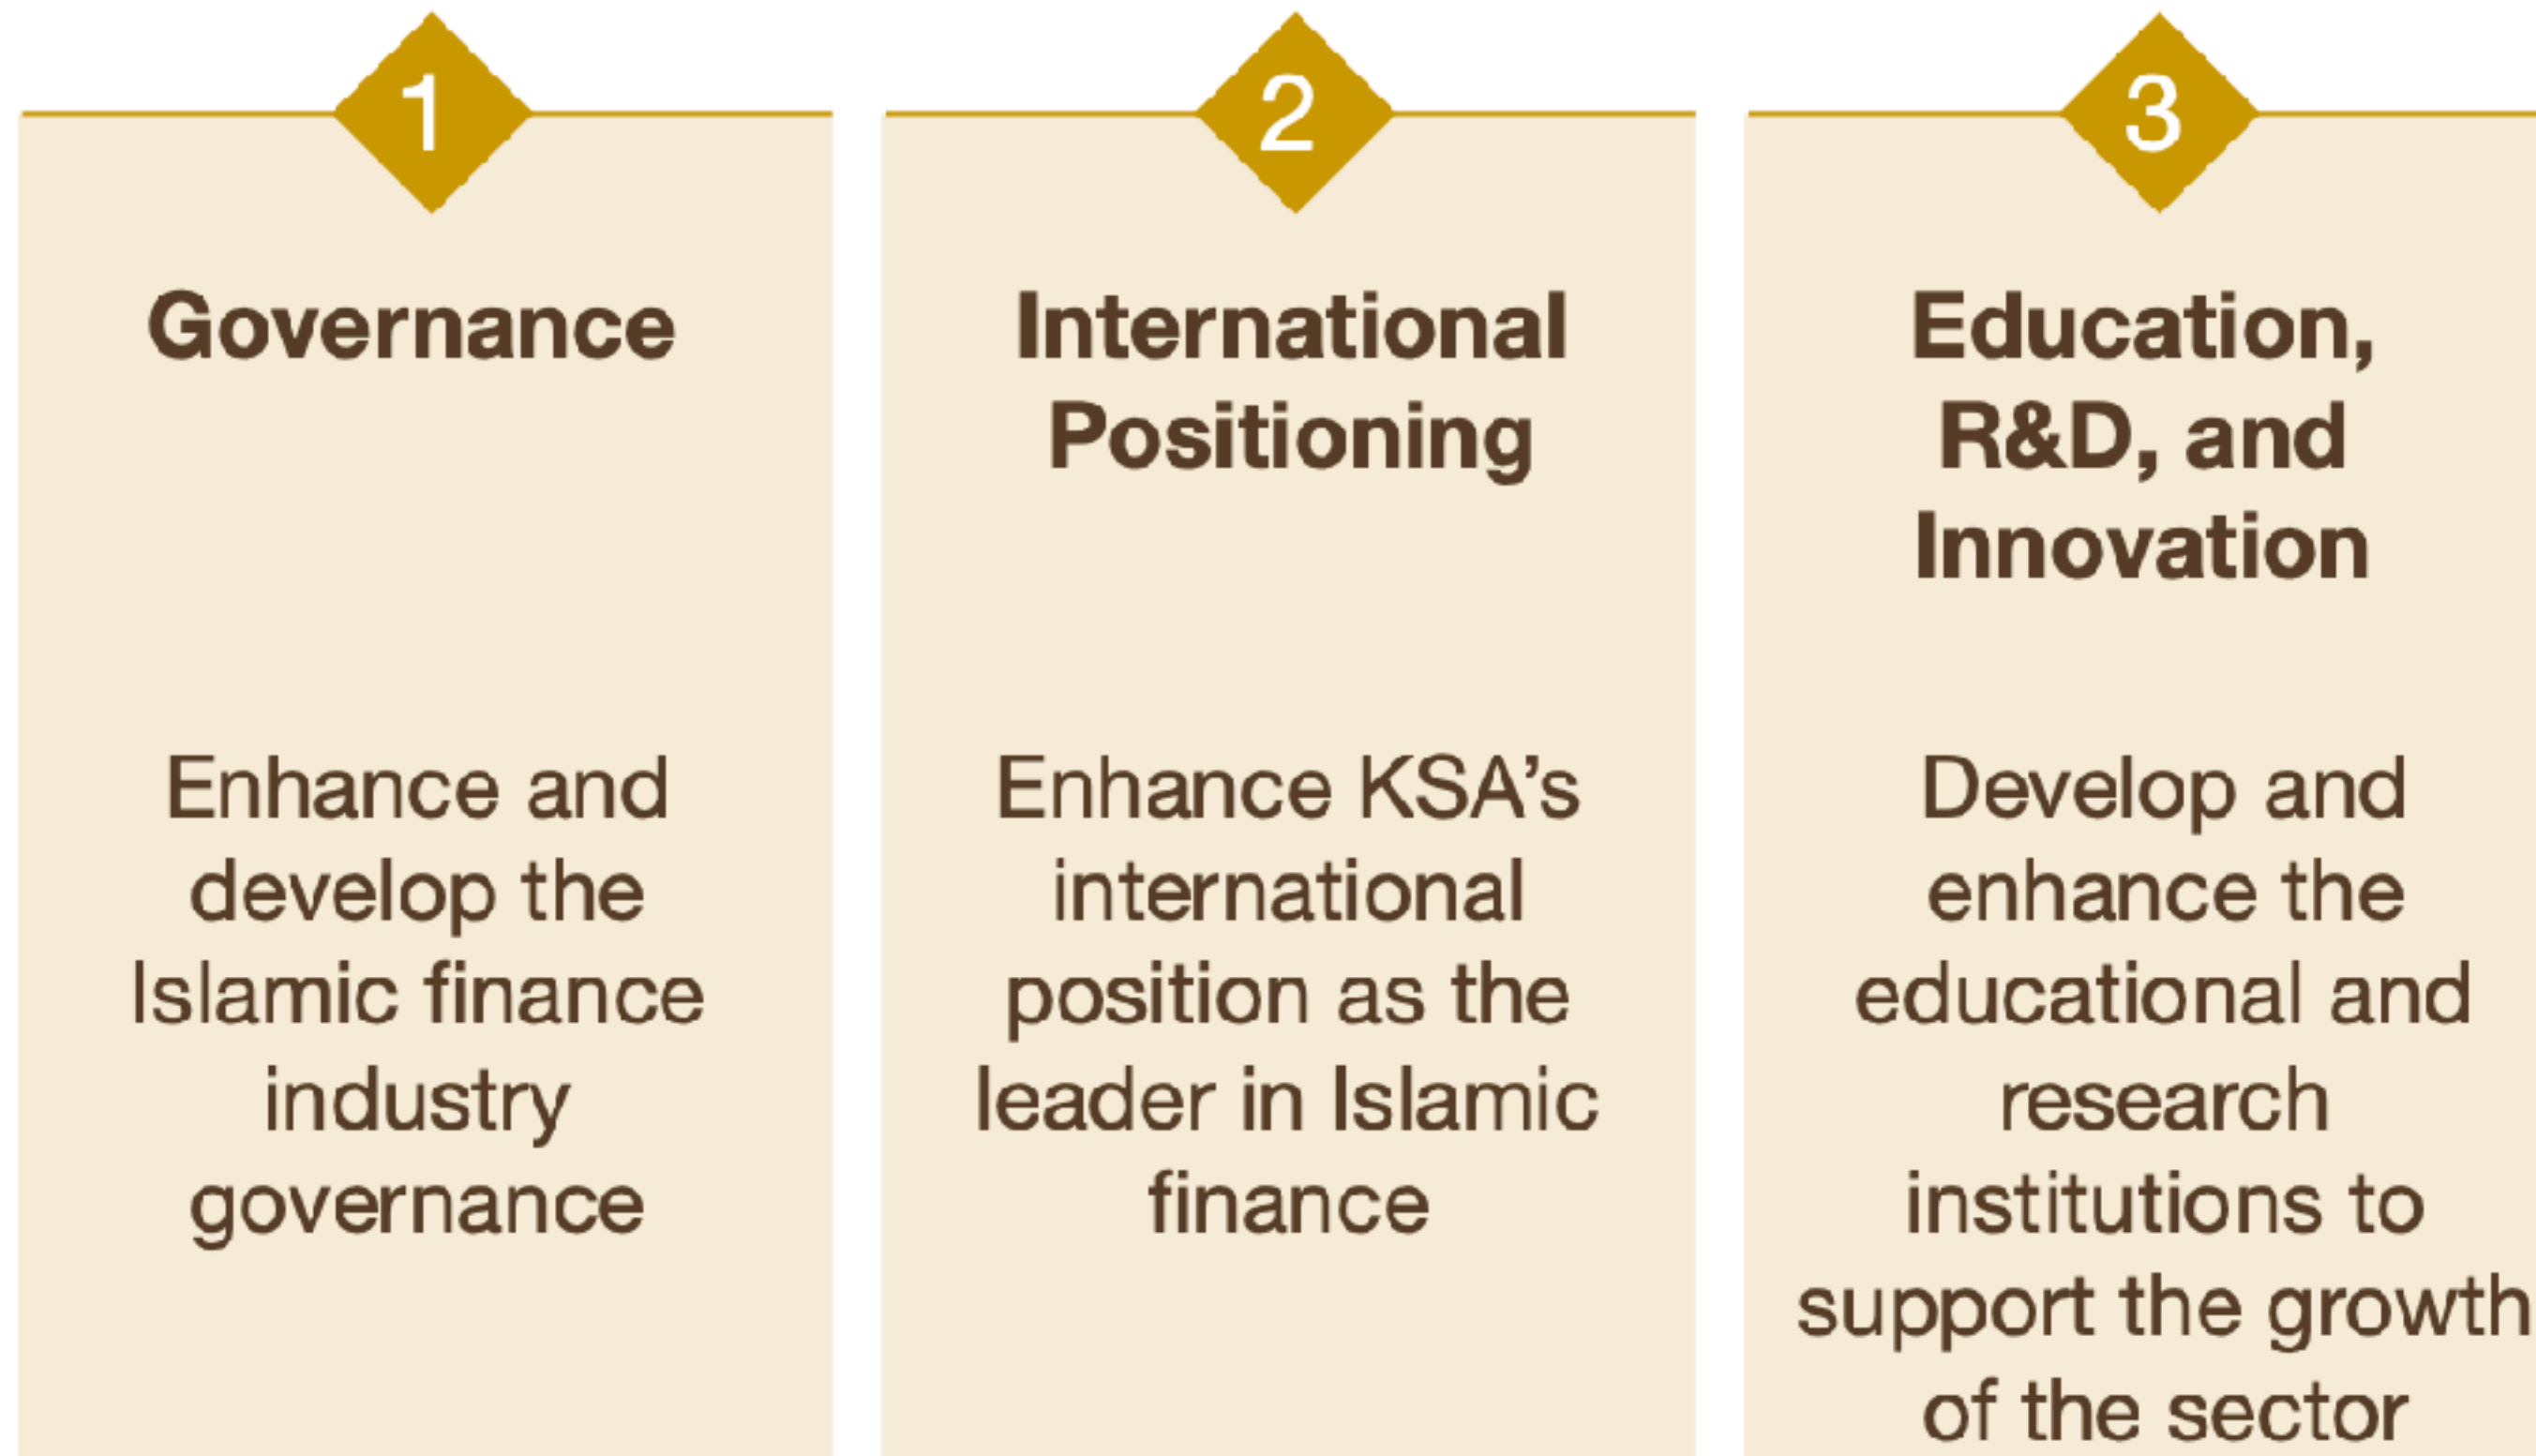 1
Governance
Enhance and
develop the
Islamic finance
industry
governance
2
International
Positioning
Enhance KSA’s
international
position as the
leader in Islamic
finance
3
Education,
R&D, and
Innovation
Develop and
enhance the
educational and
research
institutions to
support the growth
of the sector